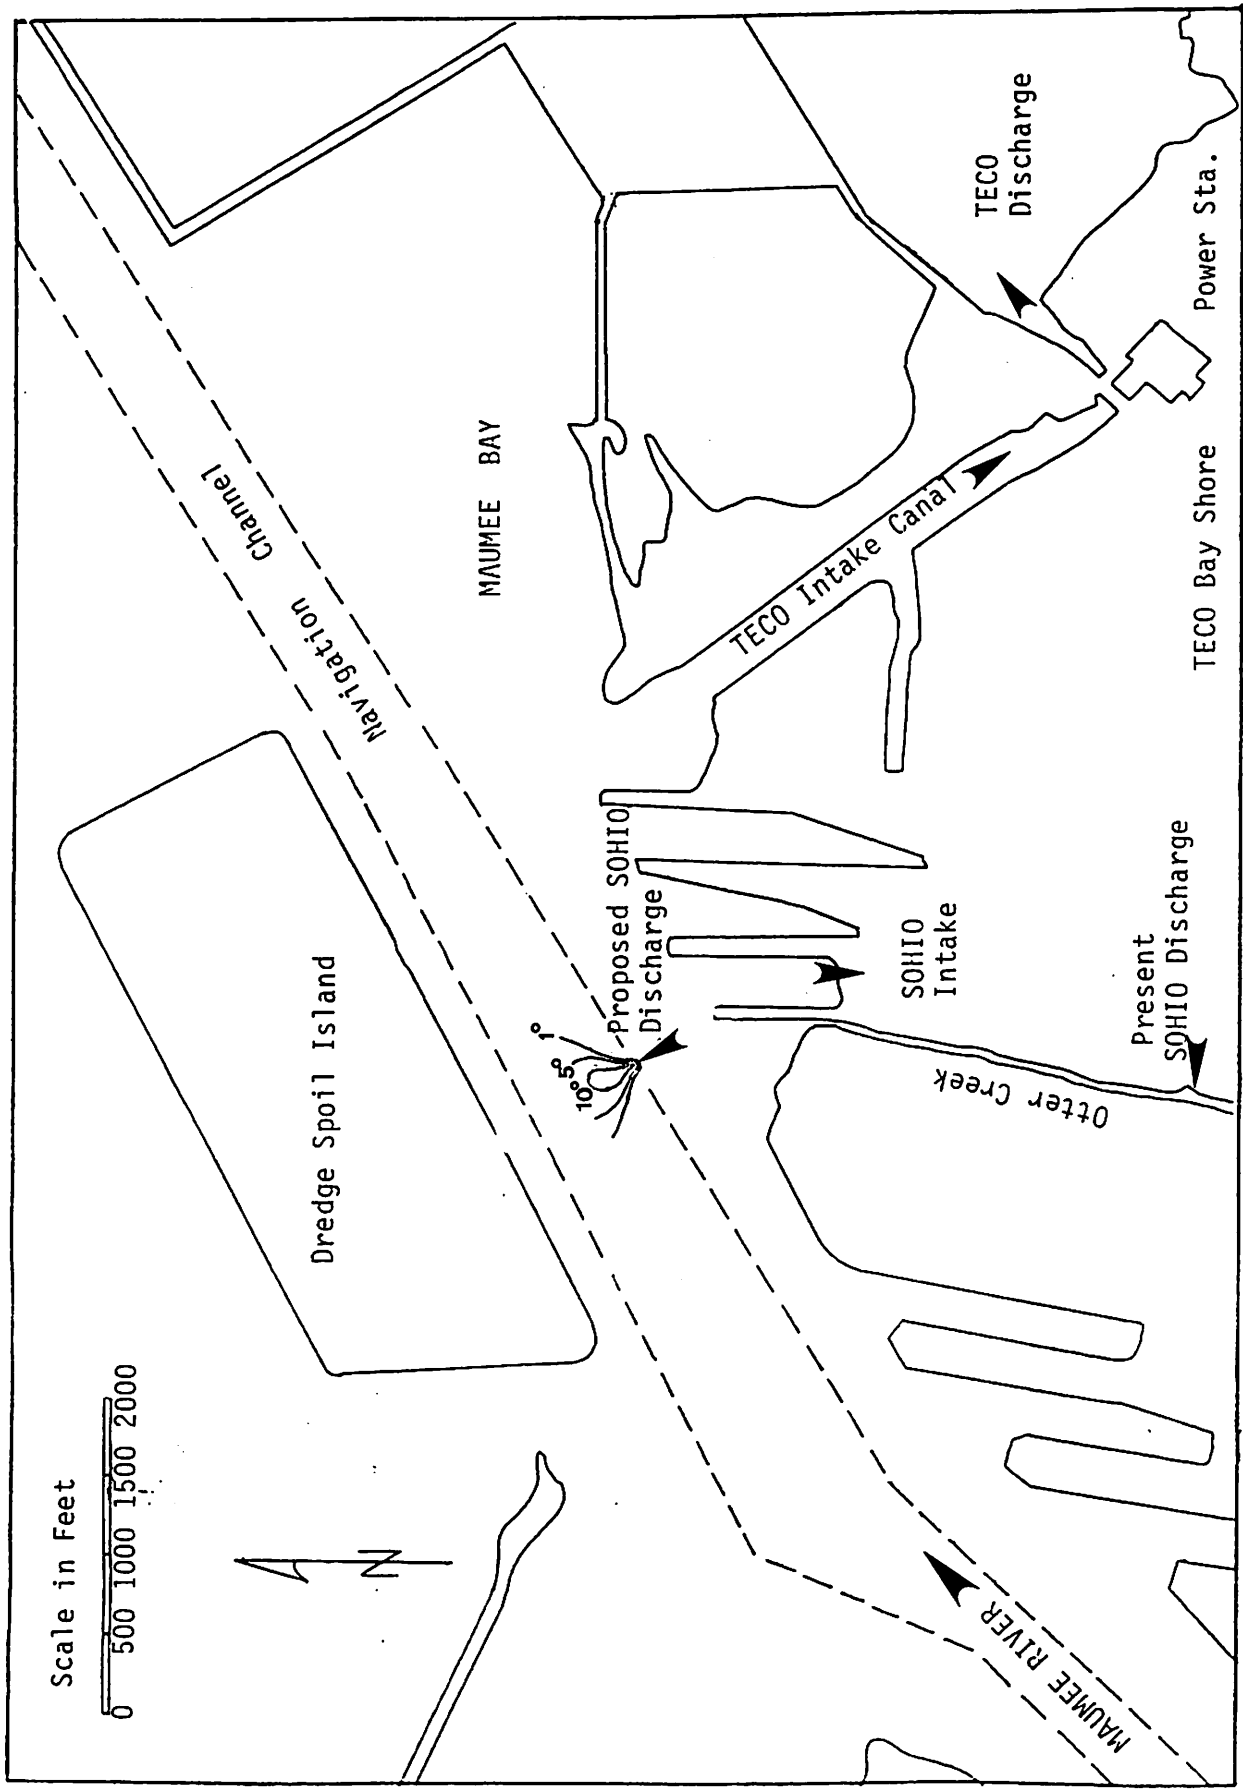 Scale in Feet
0 500 1000 1500 2000
N
Dredge Spoil Island
Navigation Channel
MAUMEE BAY
1°
5°
10°
Proposed SOHIO
Discharge
TECO Intake Canal
TECO
Discharge
SOHIO
Intake
Present
SOHIO Discharge
Otter Creek
MAUMEE RIVER
TECO Bay Shore Power Sta.